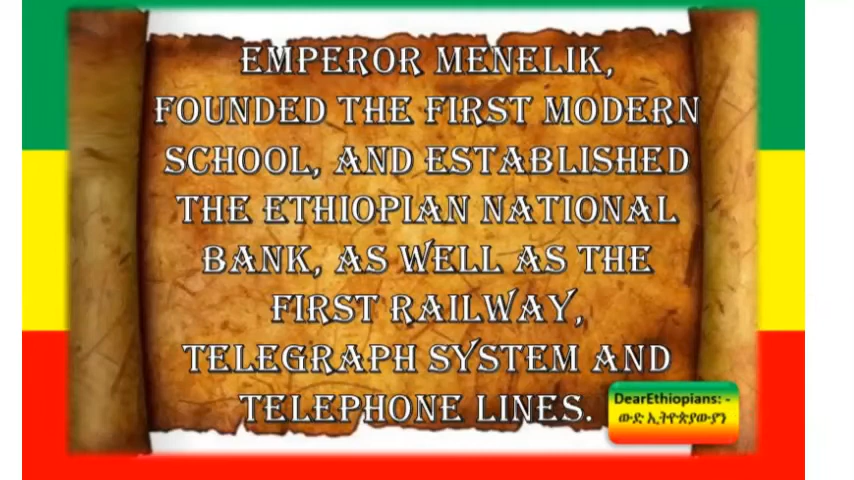 EMPEROR MENELIK,
FOUNDED THE FIRST MODERN
SCHOOL, AND ESTABLISHED
THE ETHIOPIAN NATIONAL
BANK, AS WELL AS THE
FIRST RAILWAY,
TELEGRAPH SYSTEM AND
TELEPHONE LINES.
DearEthiopians: -
ውድ ኢትዮጵያውያን